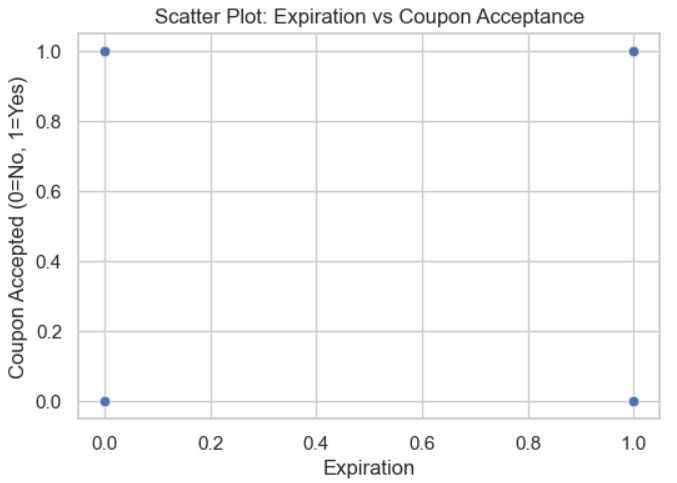 Scatter Plot: Expiration vs Coupon Acceptance
Coupon Accepted (0=No, 1=Yes)
1.0
0.8
0.6
0.4
0.2
0.0
0.0 0.2 0.4 0.6 0.8 1.0
Expiration